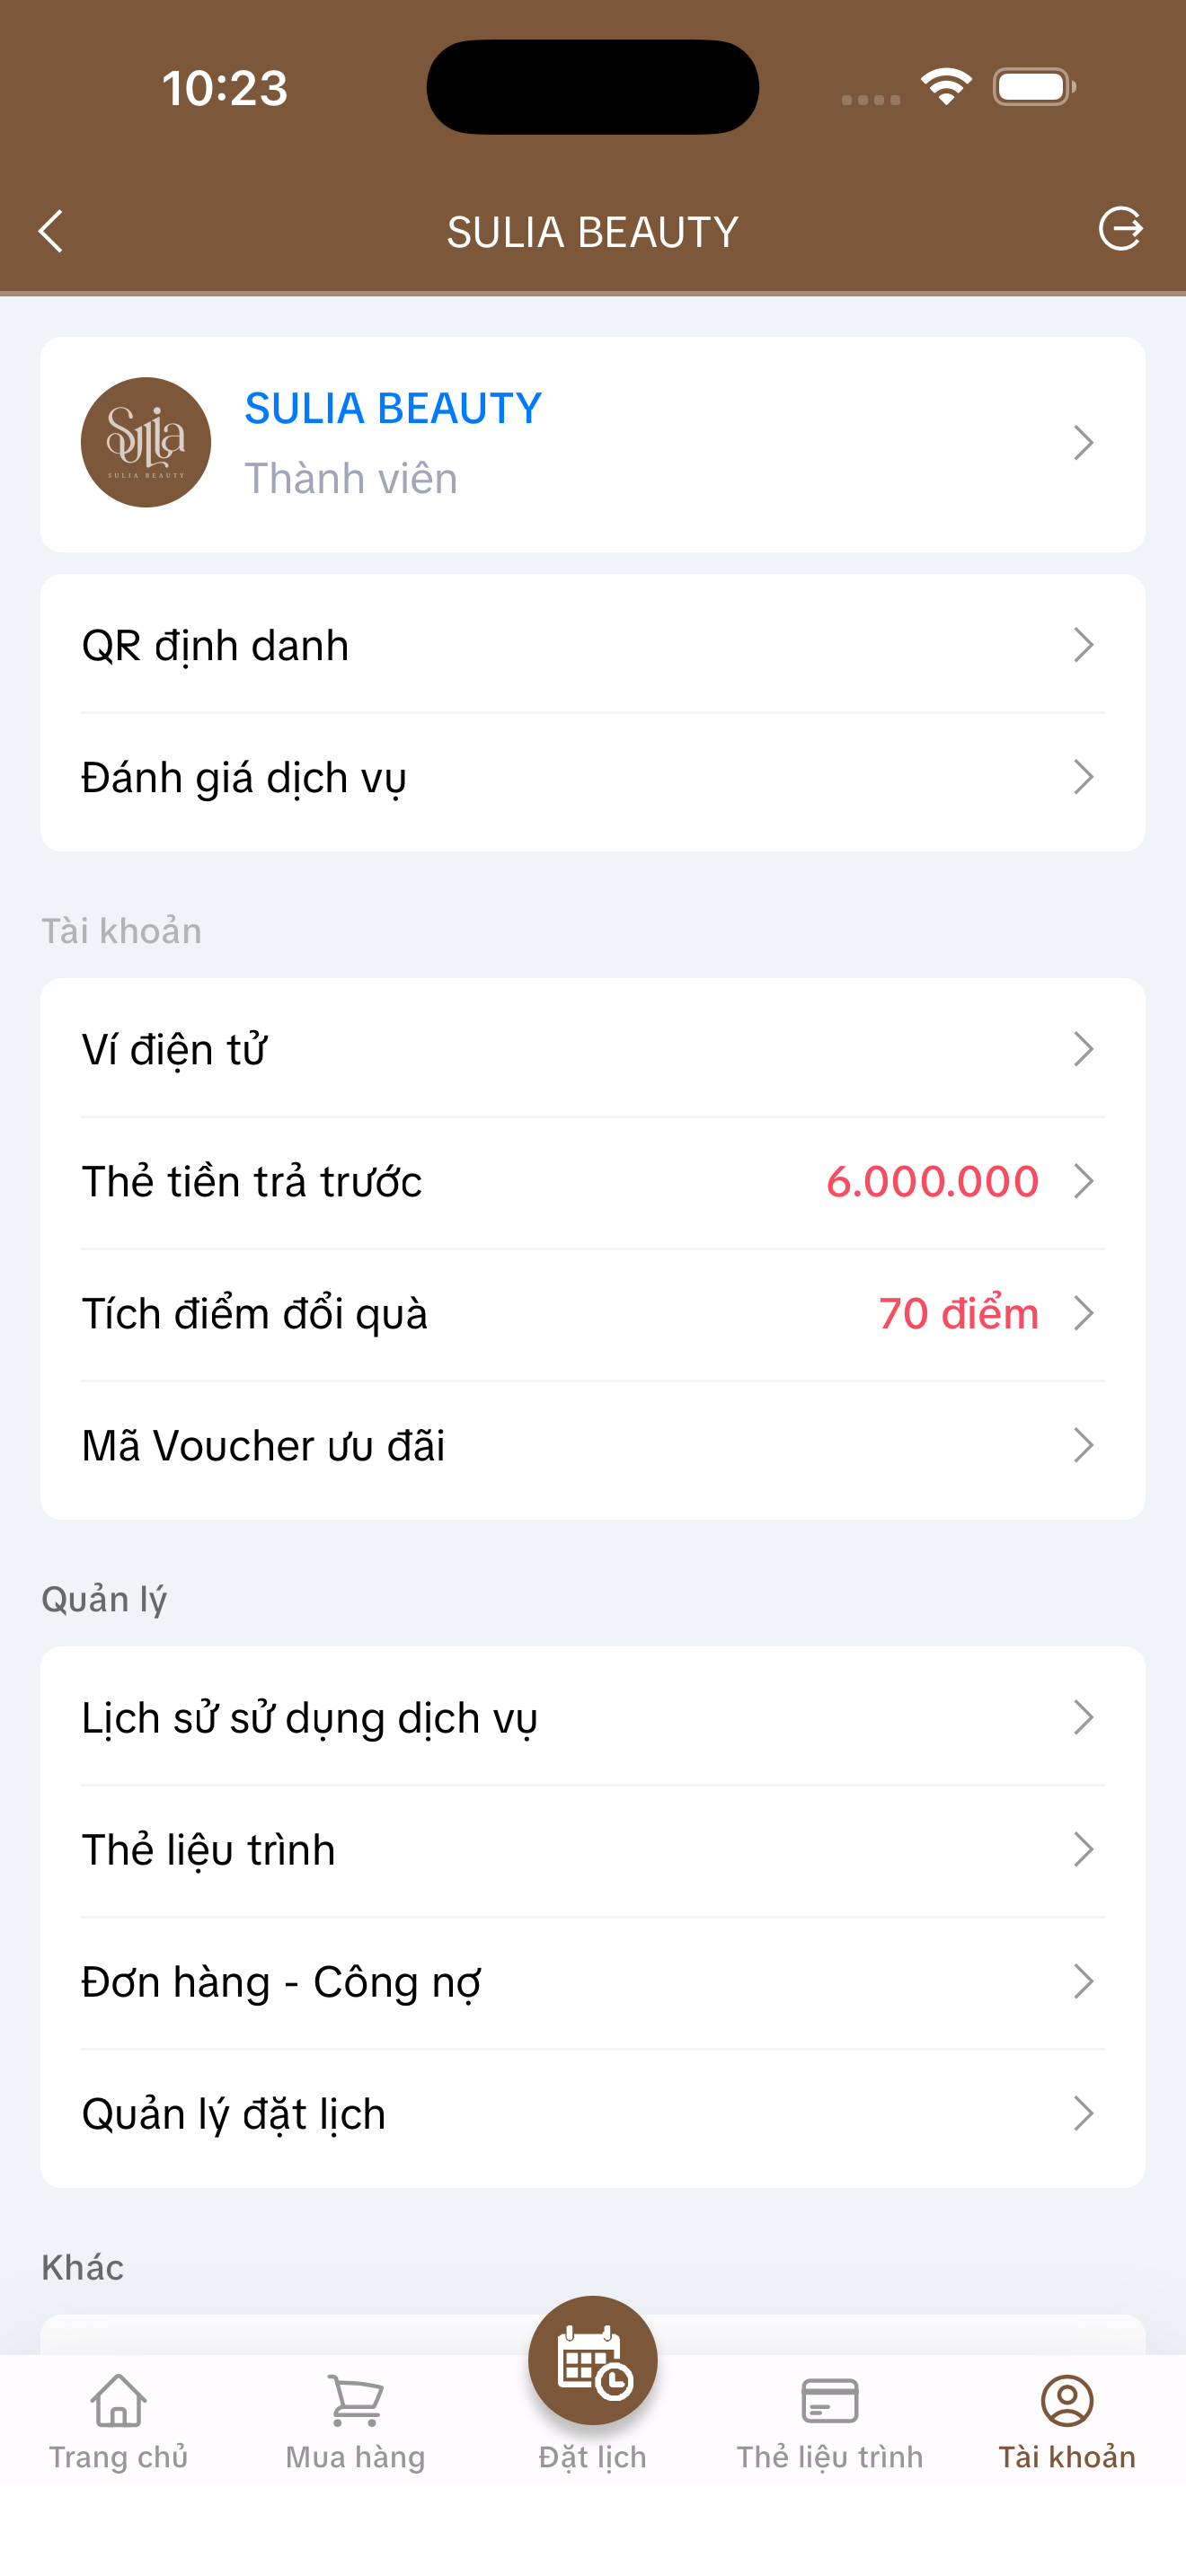 10:23
SULIA BEAUTY
Sulia
SULIA BEAUTY
SULIA BEAUTY
Thành viên
QR định danh
Đánh giá dịch vụ
Tài khoản
Ví điện tử
Thẻ tiền trả trước 6.000.000
Tích điểm đổi quà 70 điểm
Mã Voucher ưu đãi
Quản lý
Lịch sử sử dụng dịch vụ
Thẻ liệu trình
Đơn hàng - Công nợ
Quản lý đặt lịch
Khác
Trang chủ Mua hàng Đặt lịch Thẻ liệu trình Tài khoản